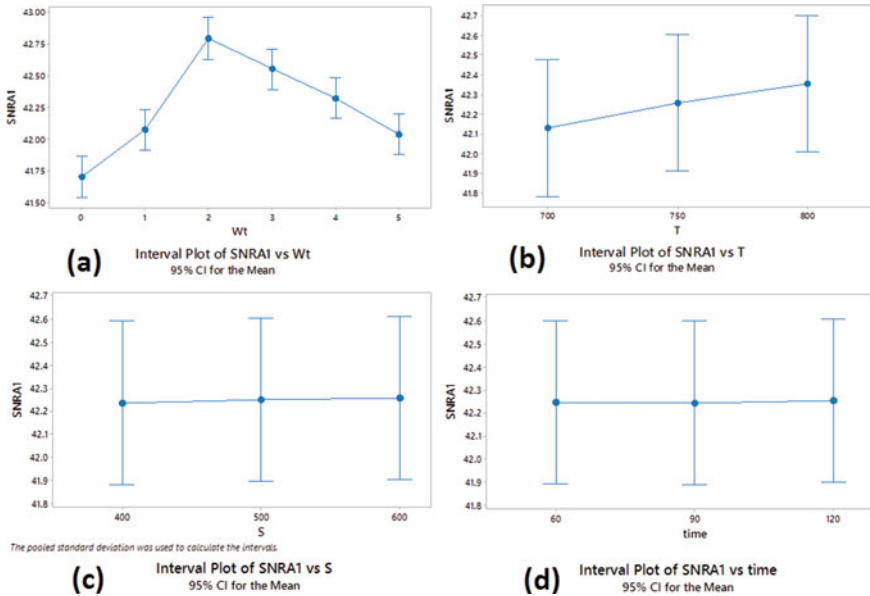 43.00
42.75
42.50
42.25
42.00
41.75
41.50
SNRA1
0 1 2 3 4 5
Wt
(a)
Interval Plot of SNRA1 vs Wt
95% CI for the Mean
42.7
42.6
42.5
42.4
42.3
42.2
42.1
42.0
41.9
41.8
SNRA1
700 750 800
T
(b)
Interval Plot of SNRA1 vs T
95% CI for the Mean
42.7
42.6
42.5
42.4
42.3
42.2
42.1
42.0
41.9
41.8
SNRA1
400 500 600
S
The pooled standard deviation was used to calculate the intervals.
(c)
Interval Plot of SNRA1 vs S
95% CI for the Mean
42.7
42.6
42.5
42.4
42.3
42.2
42.1
42.0
41.9
41.8
SNRA1
60 90 120
time
(d)
Interval Plot of SNRA1 vs time
95% CI for the Mean